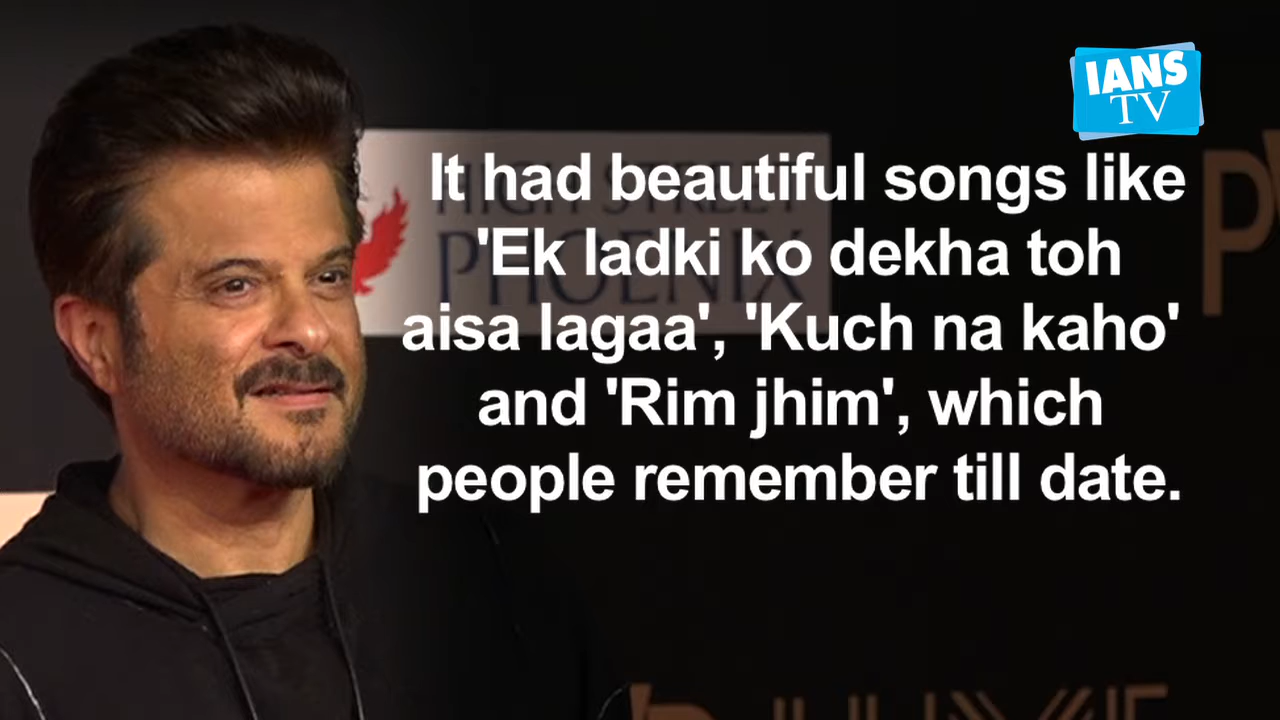 IANS
TV
It had beautiful songs like
'Ek ladki ko dekha toh
aisa lagaa', 'Kuch na kaho'
and 'Rim jhim', which
people remember till date.
HIGH STREET
PHOENIX